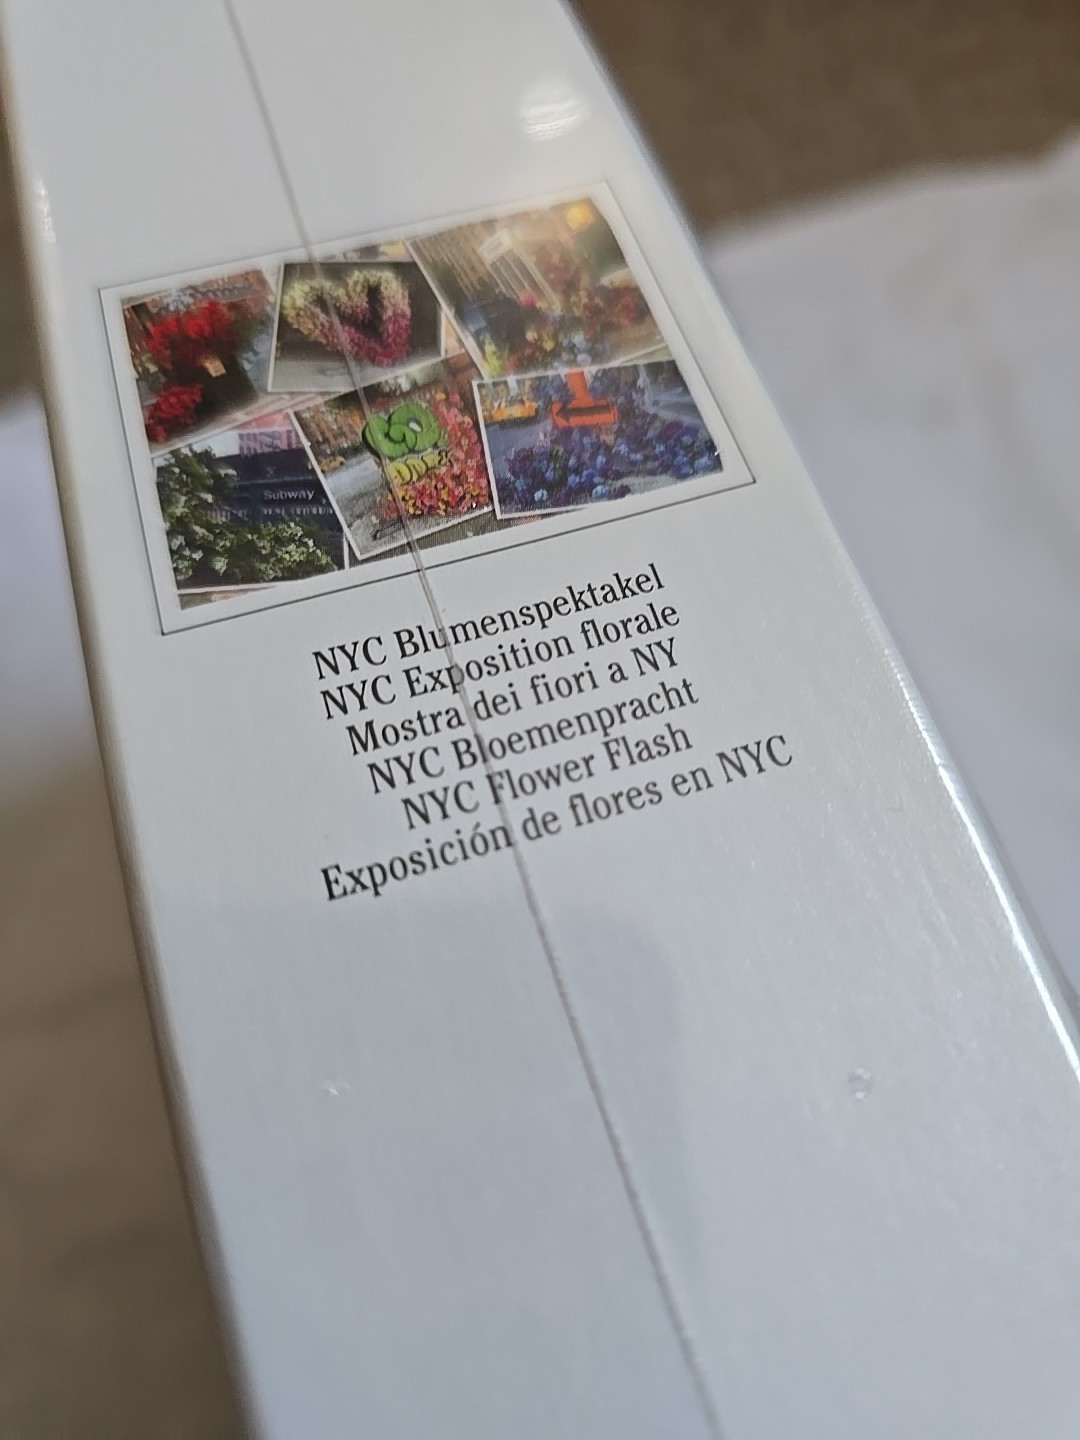 Subway
NYC Blumenspektakel
NYC Exposition florale
Mostra dei fiori a NY
NYC Bloemenpracht
NYC Flower Flash
Exposición de flores en NYC